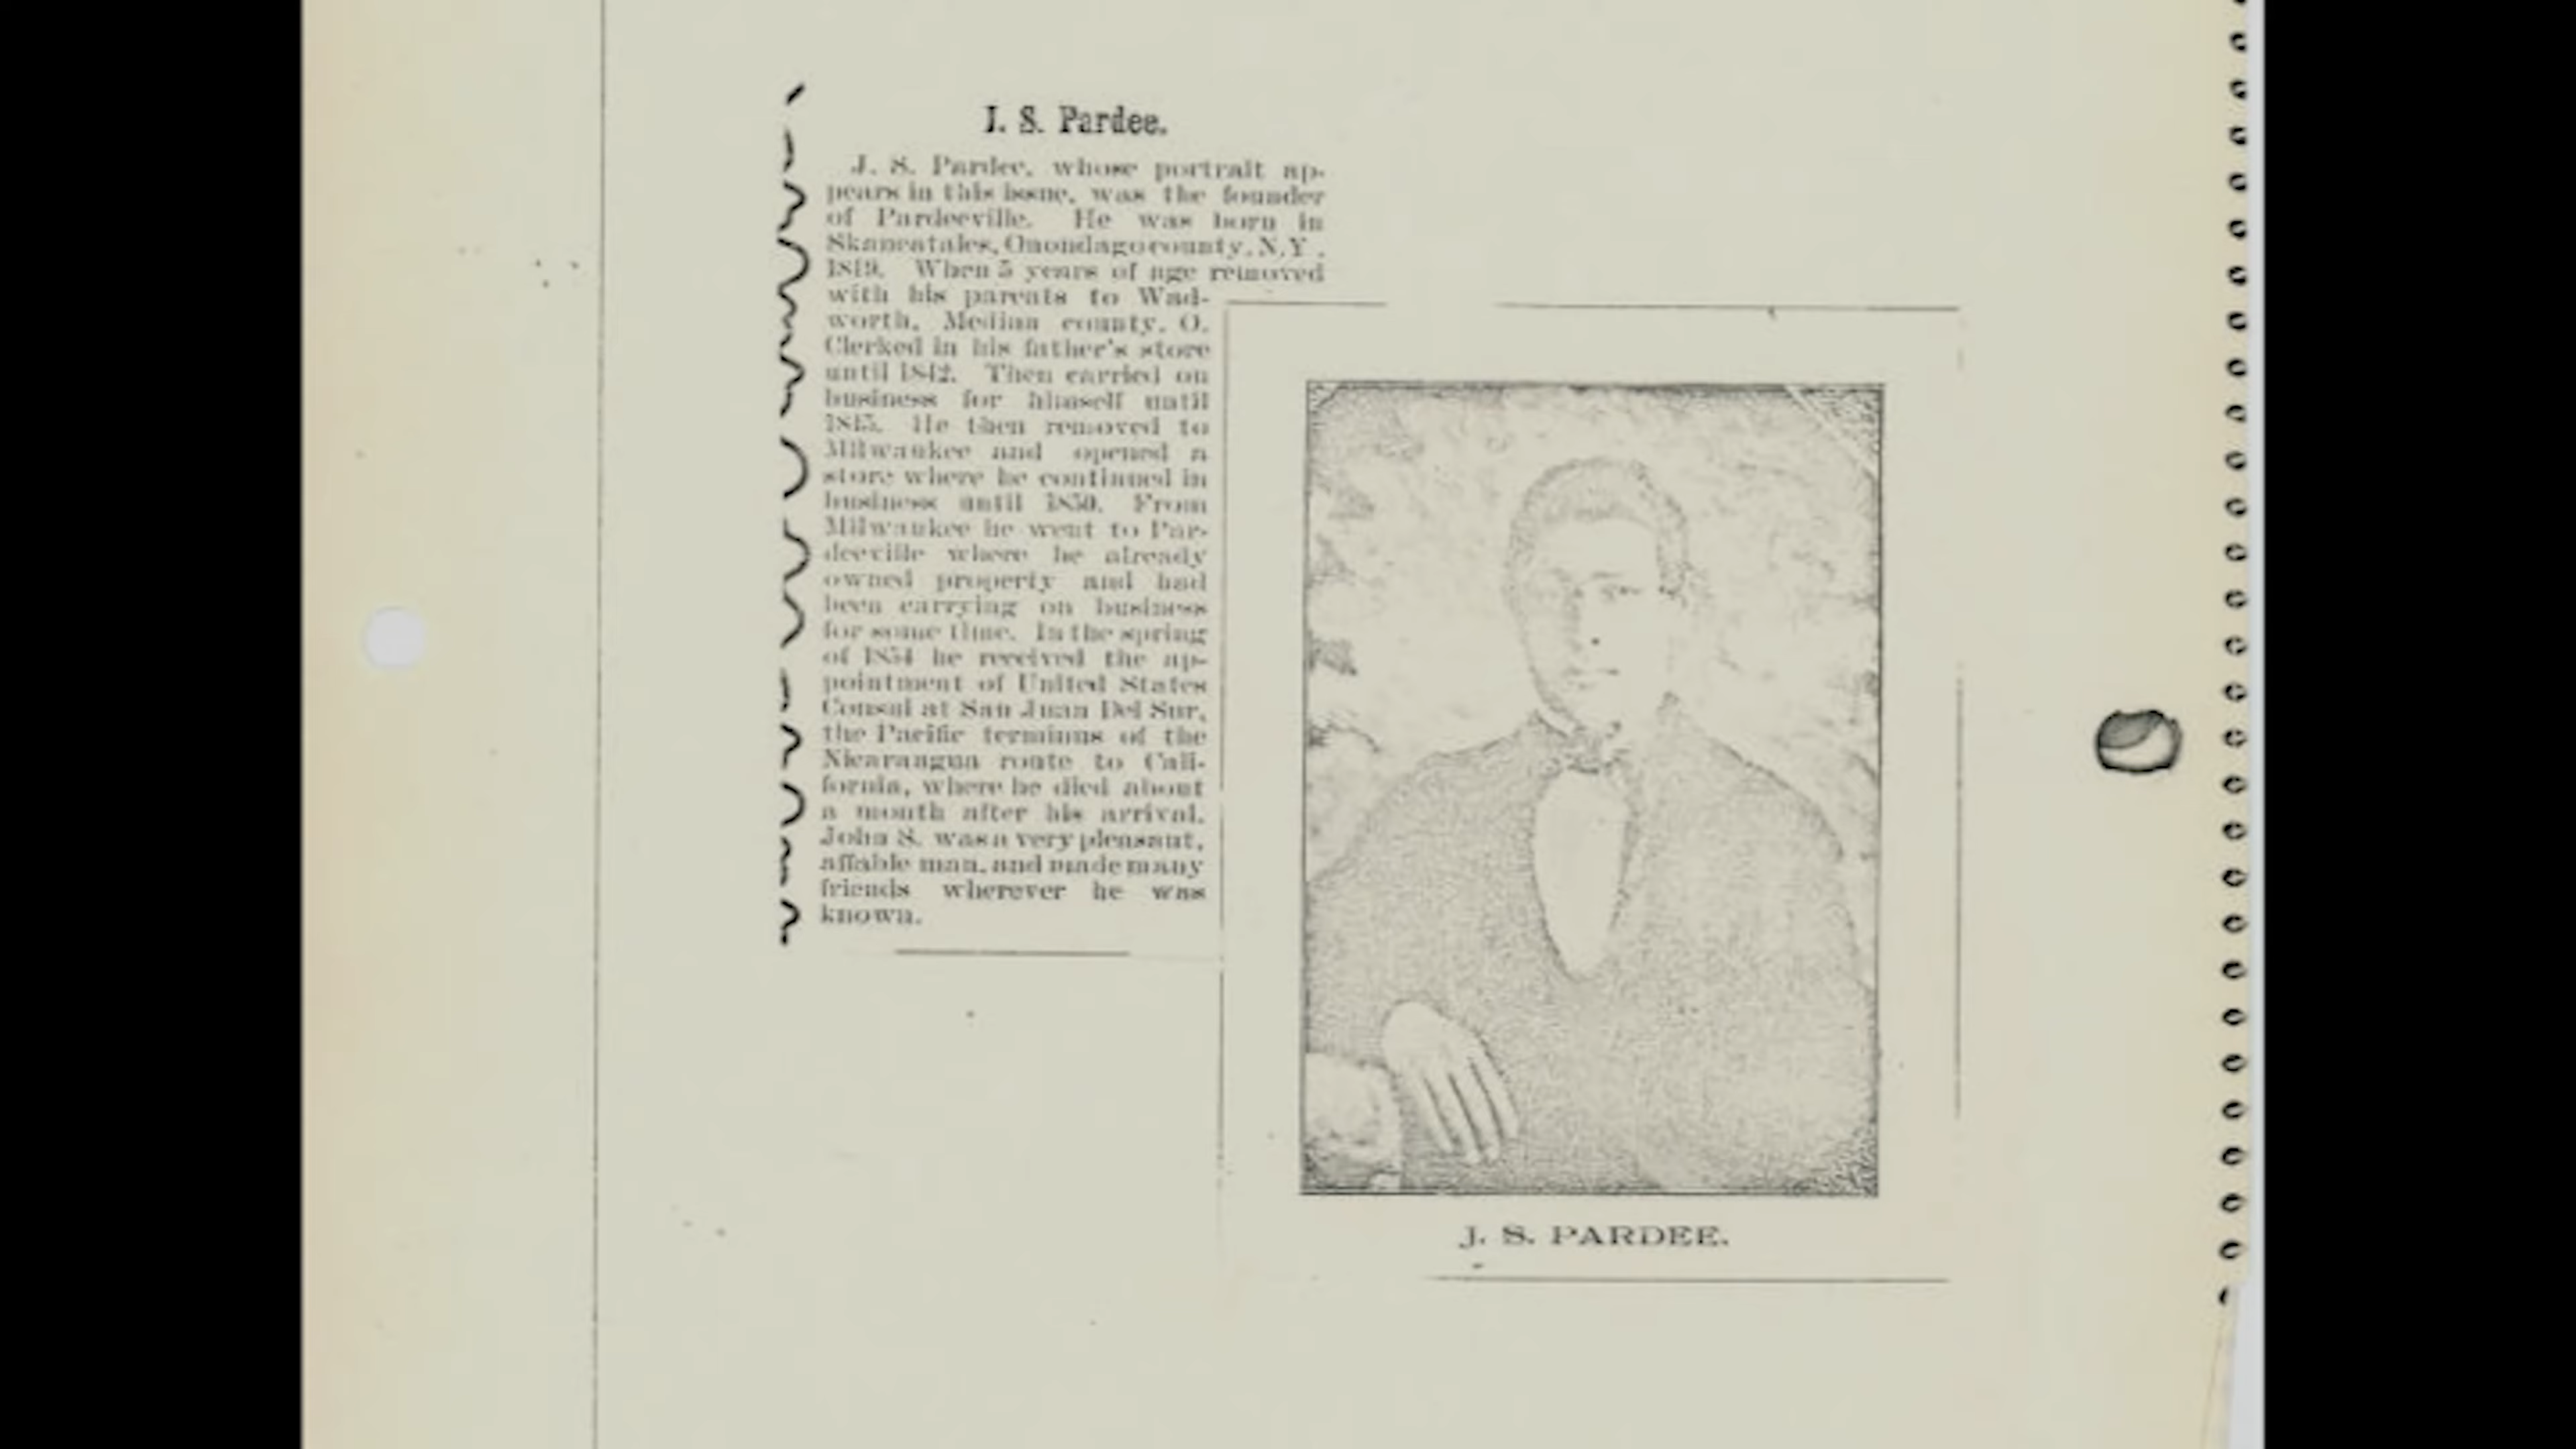 J. S. Pardee.
J. S. Pardee, whose portrait ap-
pears in this issue, was the founder
of Pardeeville. He was born in
Skaneatales, Onondago county, N.Y.
1819. When 5 years of age removed
with his parents to Wad-
worth, Median county, O.
Clerked in his father's store
until 1842. Then carried on
business for himself until
1845. He then removed to
Milwaukee and opened a
store where he continued in
business until 1850. From
Milwaukee he went to Par-
deeville where he already
owned property and had
been carrying on business
for some time. In the spring
of 1854 he received the ap-
pointment of United States
Consul at San Juan Del Sur,
the Pacific terminus of the
Nicarangua route to Cali-
fornia, where he died about
a month after his arrival.
John S. was a very pleasant,
affable man, and made many
friends wherever he was
known.
J. S. PARDEE.